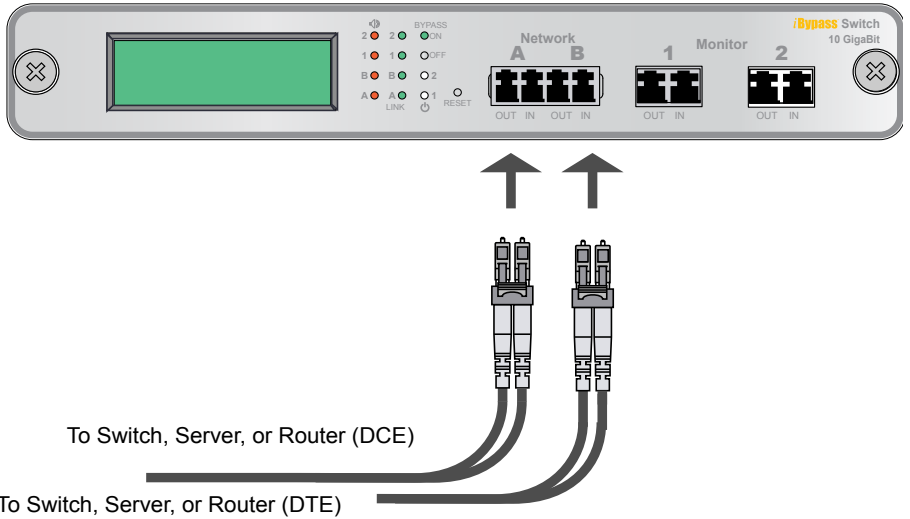 BYPASS
2 2 ON
1 1 OFF
B B 2
A A 1
LINK
RESET
Network
A B
OUT IN OUT IN
Monitor
1 2
OUT IN OUT IN
iBypass Switch
10 GigaBit
To Switch, Server, or Router (DCE)
To Switch, Server, or Router (DTE)